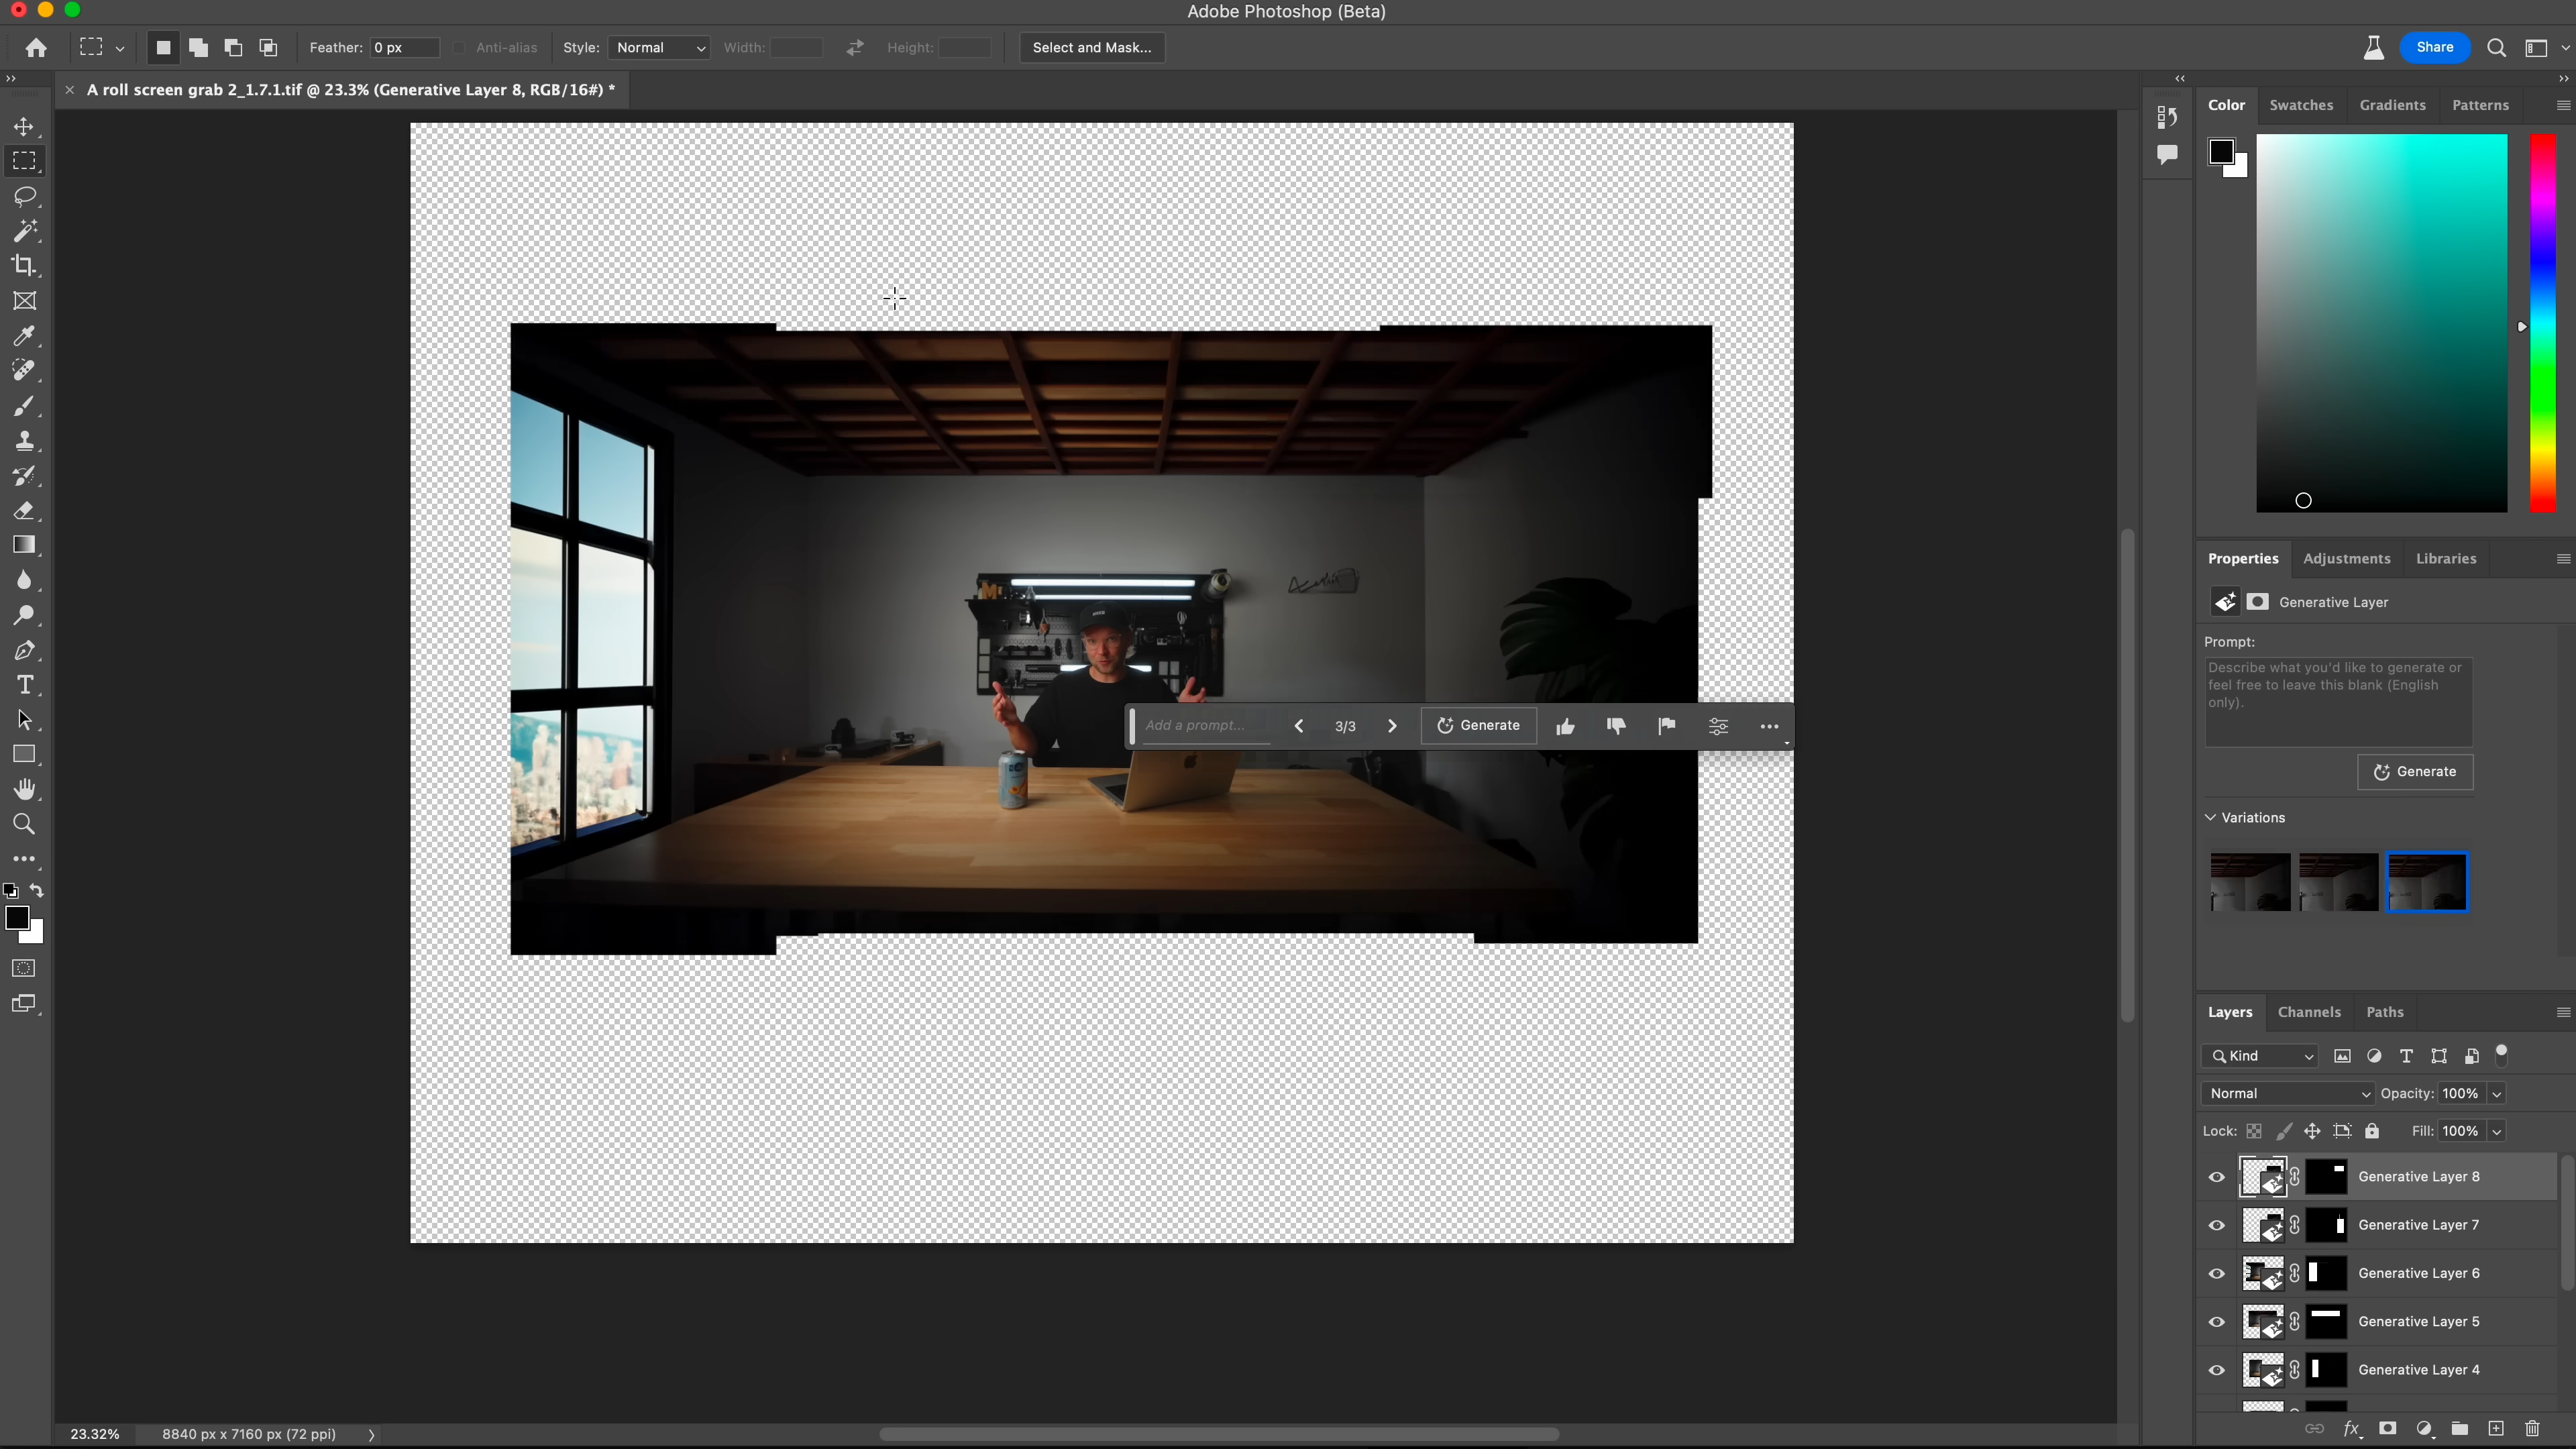 Adobe Photoshop (Beta)
Feather: 0 px Anti-alias Style: Normal Width: Height: Select and Mask... Share
× A roll screen grab 2_1.7.1.tif @ 23.3% (Generative Layer 8, RGB/16#) *
Color Swatches Gradients Patterns
Properties Adjustments Libraries
Generative Layer
Prompt:
Describe what you'd like to generate or
feel free to leave this blank (English
only).
Generate
Add a prompt... 3/3 Generate
Variations
Layers Channels Paths
Kind
Normal Opacity: 100%
Lock: Fill: 100%
Generative Layer 8
Generative Layer 7
Generative Layer 6
Generative Layer 5
Generative Layer 4
fx
23.32% 8840 px x 7160 px (72 ppi)